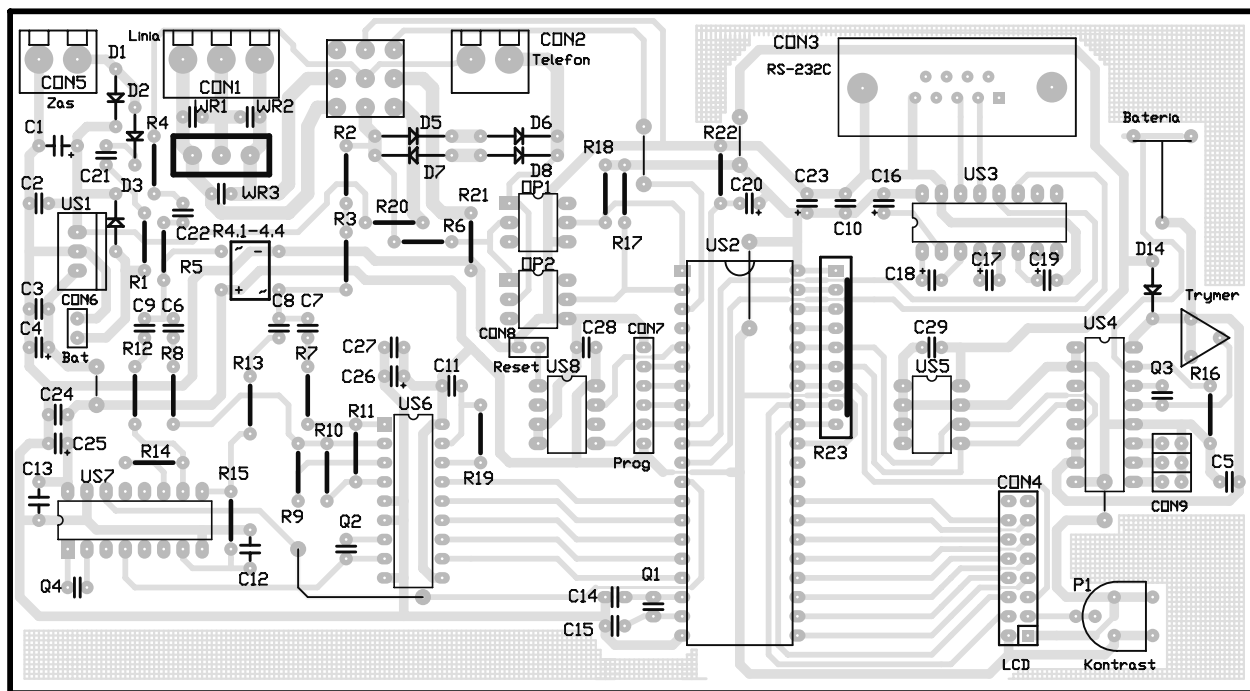 D1
Linia
CON2
Telefon
CON3
RS-232C
CON5
Zas
CON1
D2
WR1
WR2
Bateria
C1
R4
R2
D5
D6
R22
C21
D7
D8
R18
WR3
C2
D3
US1
OP1
R21
R3
R20
R6
C20
C23
C16
US3
C22
R4.1-4.4
C10
R17
US2
D14
R5
R1
OP2
C18
C17
C19
C3
CON6
C9
C6
C8
C7
Trymer
C4
CON8
C28
CON7
C29
US4
Bat
R12
R8
R13
R7
C27
Reset
US8
US5
Q3
R16
C26
C11
C24
US6
R11
C25
R10
R14
US7
R15
C13
R19
Prog
R23
CON4
C5
R9
CON9
Q2
C12
Q4
Q1
C14
P1
C15
LCD
Kontrast
~
-
+
~
+
+
+
+
+
+
+
+
+
+